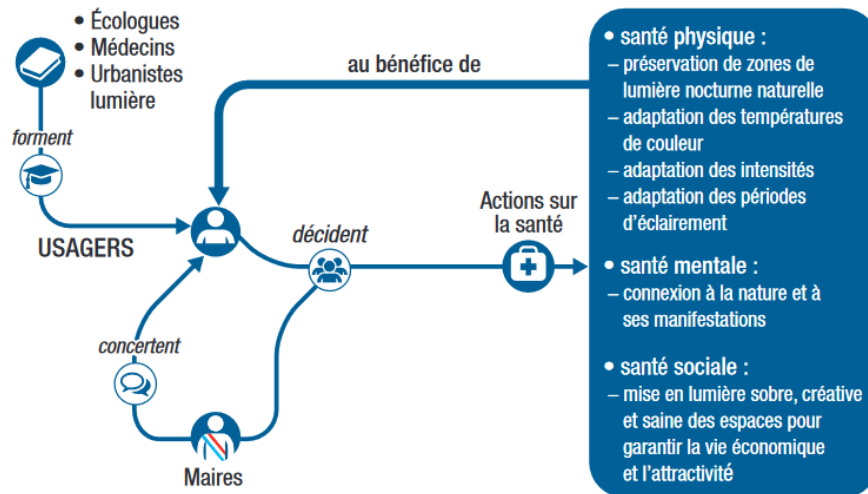 • Écologues
• Médecins
• Urbanistes
lumière
forment
USAGERS
concertent
Maires
décident
au bénéfice de
Actions sur
la santé
• santé physique :
– préservation de zones de
lumière nocturne naturelle
– adaptation des températures
de couleur
– adaptation des intensités
– adaptation des périodes
d’éclairement
• santé mentale :
– connexion à la nature et à
ses manifestations
• santé sociale :
– mise en lumière sobre, créative
et saine des espaces pour
garantir la vie économique
et l’attractivité